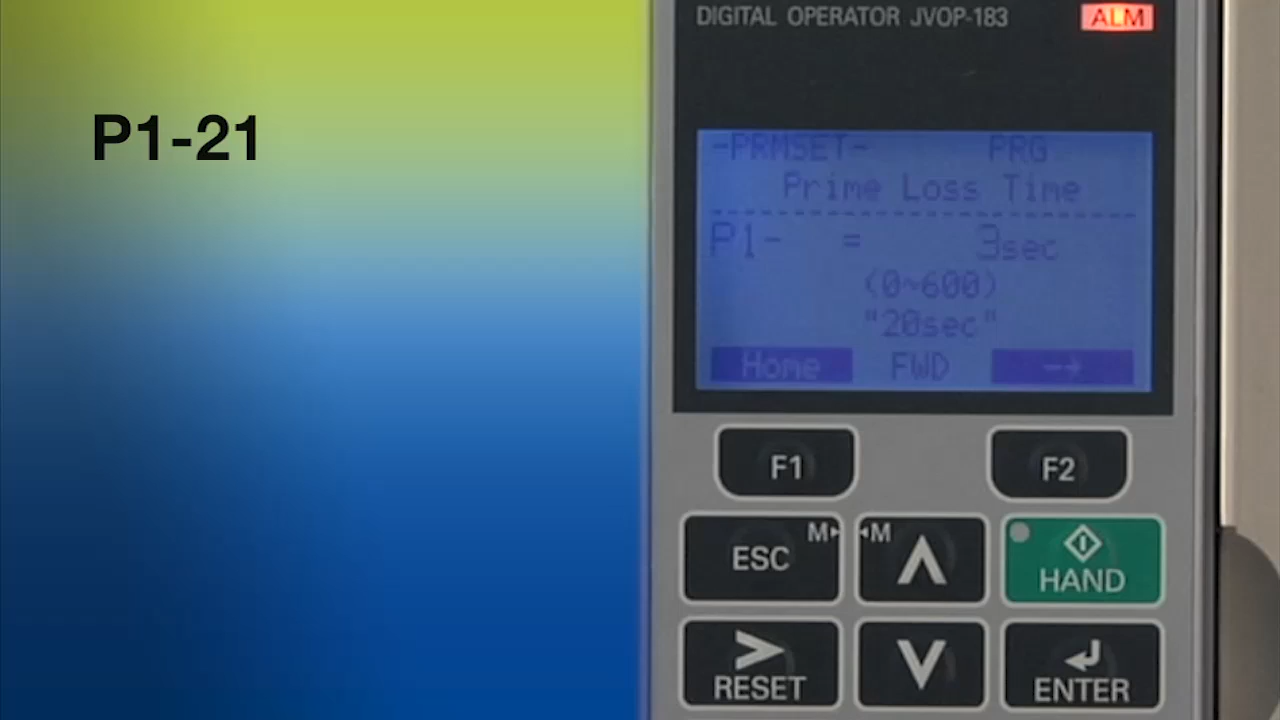 P1-21
DIGITAL OPERATOR JVOP-183
ALM
-PRMSET- PRG
Prime Loss Time
P1- = 3sec
(0~600)
"20sec"
Home FWD →
F1 F2
ESC M▸ ◂M ∧ HAND
> RESET ∨ ENTER